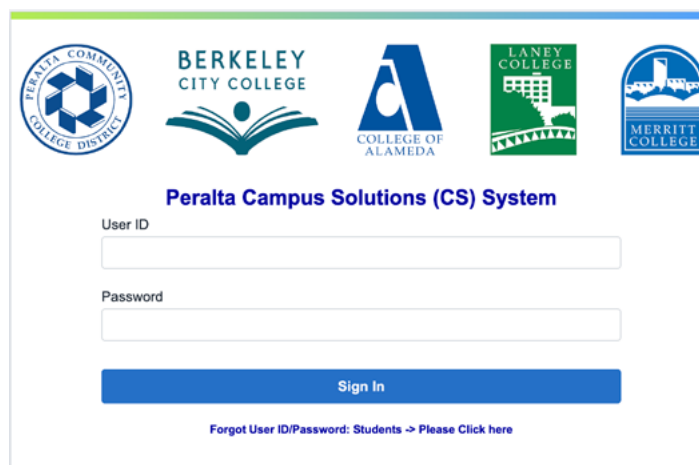 PERALTA COMMUNITY COLLEGE DISTRICT
BERKELEY
CITY COLLEGE
COLLEGE OF
ALAMEDA
LANEY
COLLEGE
MERRITT
COLLEGE
Peralta Campus Solutions (CS) System
User ID
Password
Sign In
Forgot User ID/Password: Students -> Please Click here